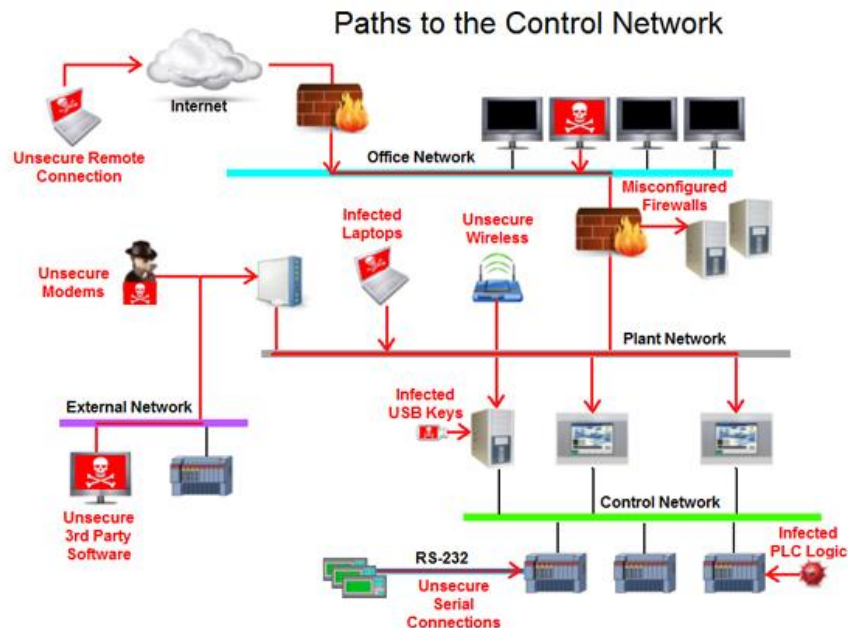 Paths to the Control Network
Internet
Unsecure Remote
Connection
Office Network
Misconfigured
Firewalls
Infected
Laptops
Unsecure
Wireless
Unsecure
Modems
Plant Network
External Network
Infected
USB Keys
Unsecure
3rd Party
Software
Control Network
RS-232
Unsecure
Serial
Connections
Infected
PLC Logic